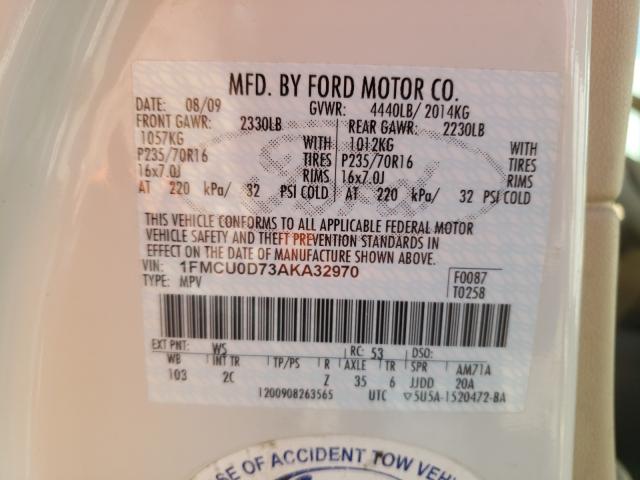 MFD. BY FORD MOTOR CO.
DATE: 08/09 GVWR: 4440LB/ 2014KG
FRONT GAWR: 2330LB REAR GAWR: 2230LB
1057KG WITH 1012KG WITH
P235/70R16 TIRES P235/70R16 TIRES
16x7.0J RIMS 16x7.0J RIMS
AT 220 kPa/ 32 PSI COLD AT 220 kPa/ 32 PSI COLD
THIS VEHICLE CONFORMS TO ALL APPLICABLE FEDERAL MOTOR
VEHICLE SAFETY AND THEFT PREVENTION STANDARDS IN
EFFECT ON THE DATE OF MANUFACTURE SHOWN ABOVE.
VIN: 1FMCU0D73AKA32970 F0087
TYPE: MPV T0258
EXT PNT: WS RC: 53 DSO:
WB INT TR TP/PS R AXLE TR SPR AM71A
103 2C Z 35 6 JJDD 20A
1200908263565 UTC ▽5U5A-1520472-BA
SE OF ACCIDENT TOW VEH